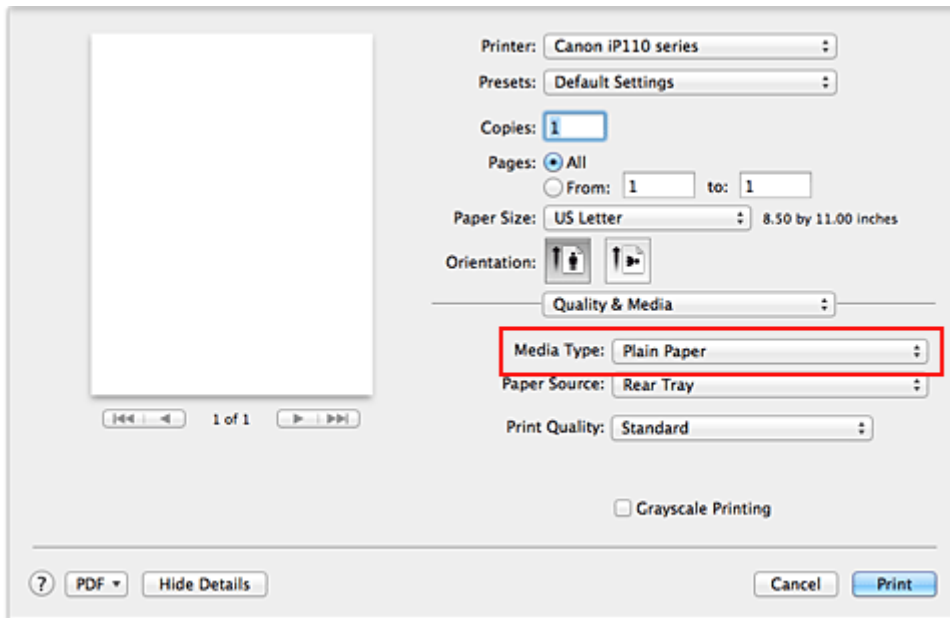 Printer: Canon iP110 series
Presets: Default Settings
Copies: 1
Pages: All
From: 1 to: 1
Paper Size: US Letter 8.50 by 11.00 inches
Orientation:
Quality & Media
Media Type: Plain Paper
Paper Source: Rear Tray
1 of 1
Print Quality: Standard
Grayscale Printing
? PDF Hide Details Cancel Print